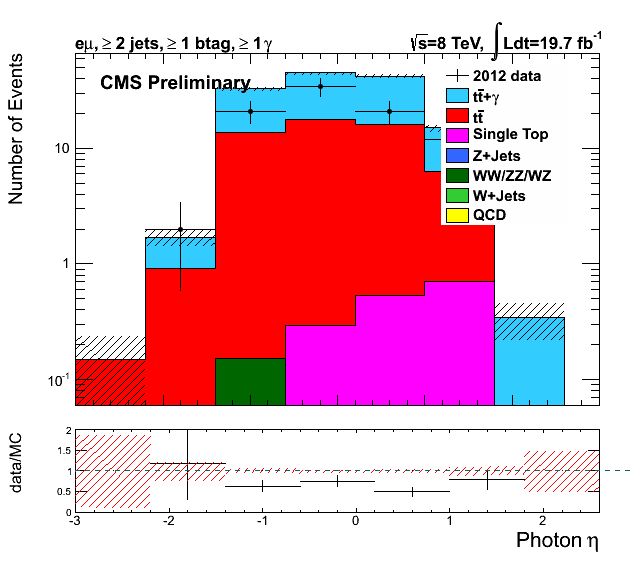 eμ, ≥ 2 jets, ≥ 1 btag, ≥ 1 γ
√s=8 TeV, ∫ Ldt=19.7 fb⁻¹
Number of Events
CMS Preliminary
2012 data
tt̄+γ
tt̄
Single Top
Z+Jets
WW/ZZ/WZ
W+Jets
QCD
10
1
10⁻¹
data/MC
2
1.5
1
0.5
0
-3 -2 -1 0 1 2
Photon η